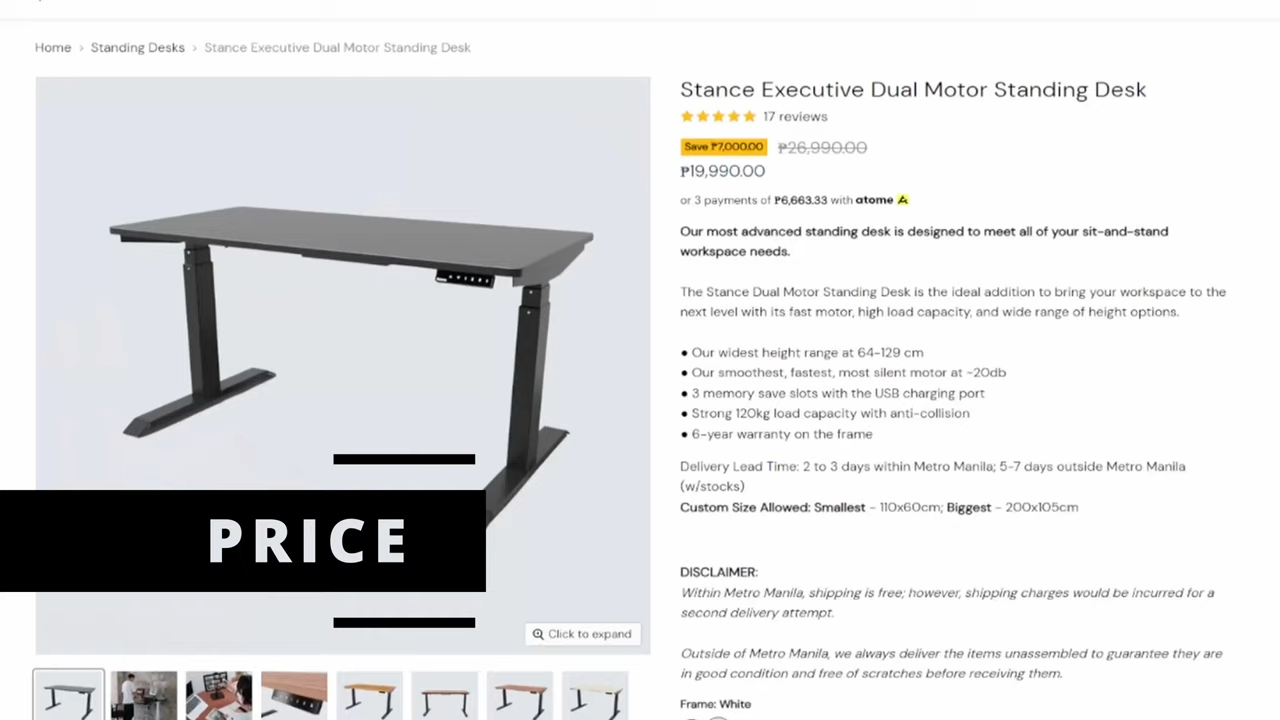 Home > Standing Desks > Stance Executive Dual Motor Standing Desk
Stance Executive Dual Motor Standing Desk
17 reviews
Save ₱7,000.00 ₱26,990.00
₱19,990.00
or 3 payments of ₱6,663.33 with atome
Our most advanced standing desk is designed to meet all of your sit-and-stand
workspace needs.
The Stance Dual Motor Standing Desk is the ideal addition to bring your workspace to the
next level with its fast motor, high load capacity, and wide range of height options.
● Our widest height range at 64-129 cm
● Our smoothest, fastest, most silent motor at ~20db
● 3 memory save slots with the USB charging port
● Strong 120kg load capacity with anti-collision
● 6-year warranty on the frame
Delivery Lead Time: 2 to 3 days within Metro Manila; 5-7 days outside Metro Manila
(w/stocks)
Custom Size Allowed: Smallest - 110x60cm; Biggest - 200x105cm
DISCLAIMER:
Within Metro Manila, shipping is free; however, shipping charges would be incurred for a
second delivery attempt.
Outside of Metro Manila, we always deliver the items unassembled to guarantee they are
in good condition and free of scratches before receiving them.
Frame: White
PRICE
Click to expand